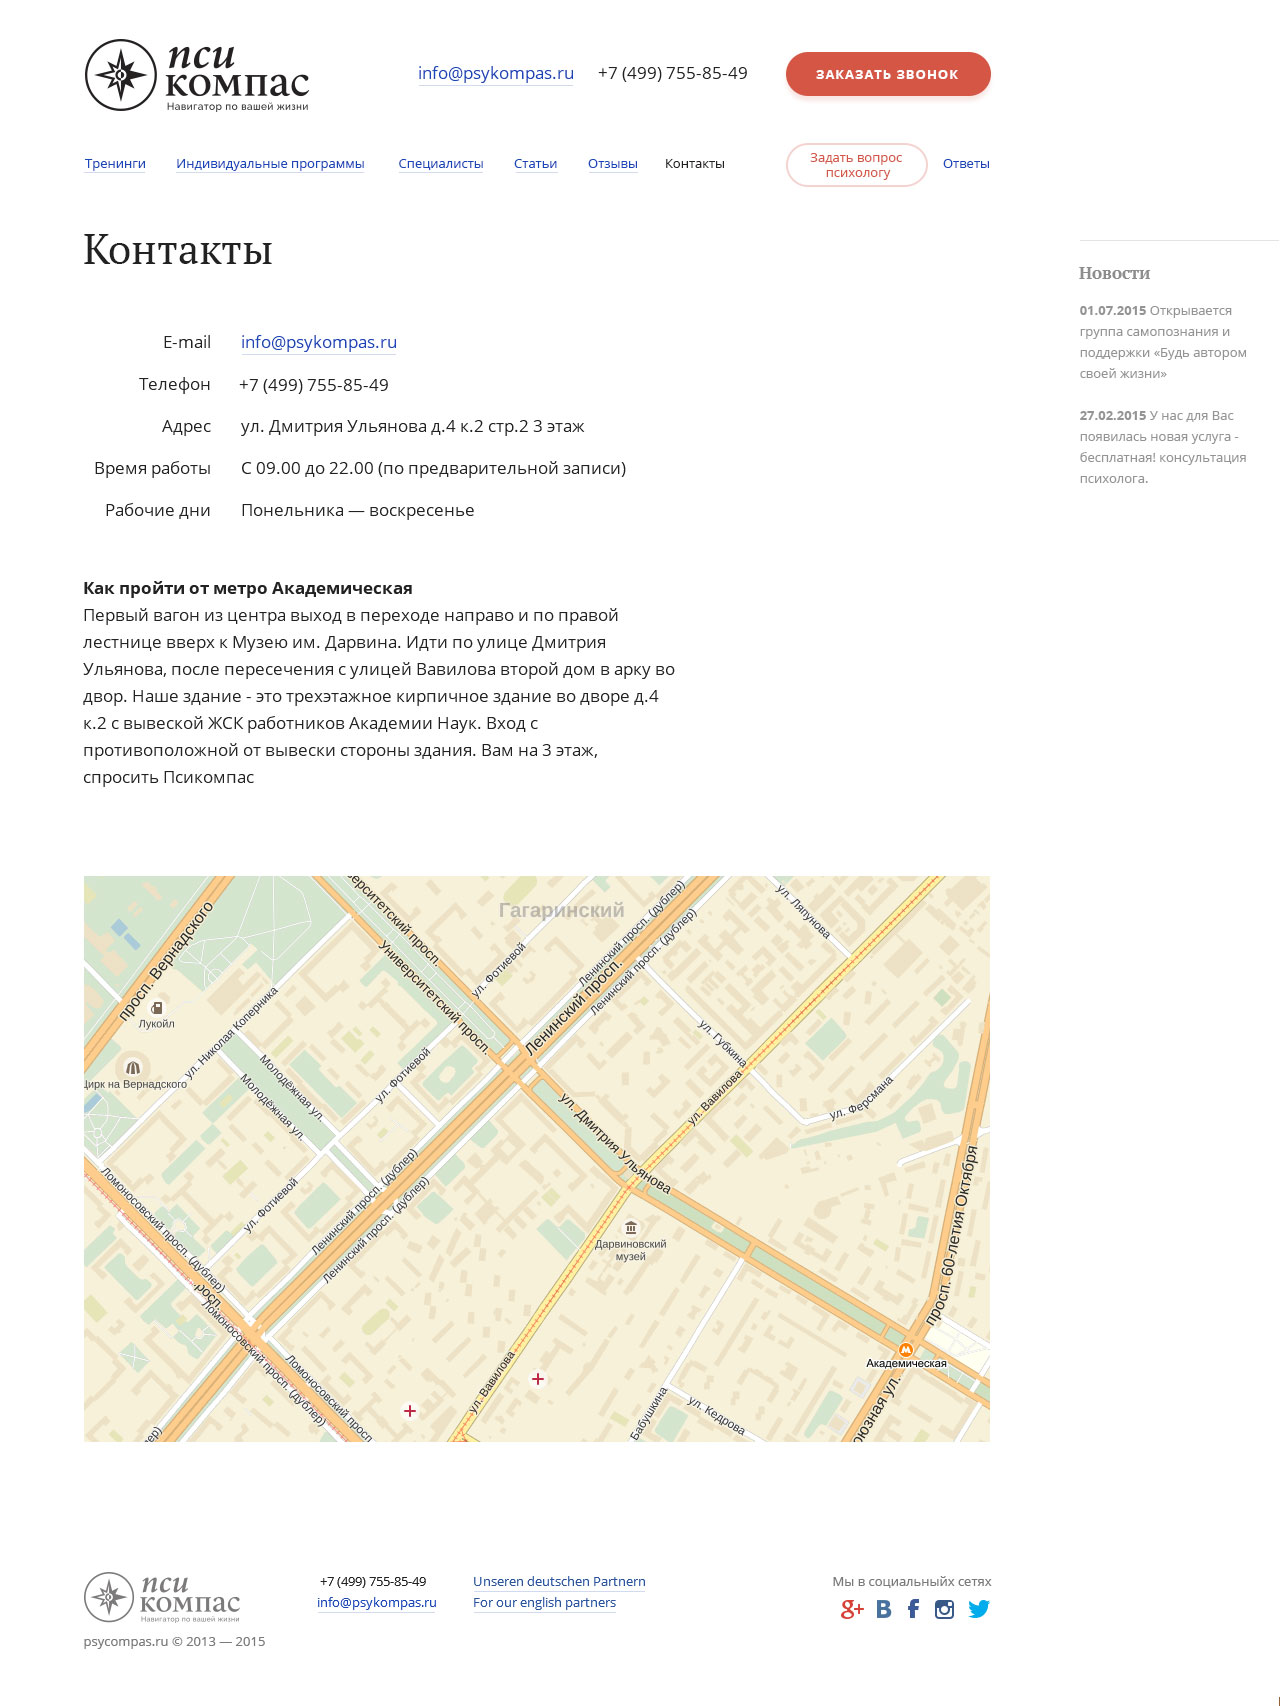 пси
компас
Навигатор по вашей жизни
info@psykompas.ru
+7 (499) 755-85-49
ЗАКАЗАТЬ ЗВОНОК
Тренинги
Индивидуальные программы
Специалисты
Статьи
Отзывы
Контакты
Задать вопрос
психологу
Ответы
Контакты
E-mail info@psykompas.ru
Телефон +7 (499) 755-85-49
Адрес ул. Дмитрия Ульянова д.4 к.2 стр.2 3 этаж
Время работы С 09.00 до 22.00 (по предварительной записи)
Рабочие дни Понельника — воскресенье
Новости
01.07.2015 Открывается
группа самопознания и
поддержки «Будь автором
своей жизни»
27.02.2015 У нас для Вас
появилась новая услуга -
бесплатная! консультация
психолога.
Как пройти от метро Академическая
Первый вагон из центра выход в переходе направо и по правой
лестнице вверх к Музею им. Дарвина. Идти по улице Дмитрия
Ульянова, после пересечения с улицей Вавилова второй дом в арку во
двор. Наше здание - это трехэтажное кирпичное здание во дворе д.4
к.2 с вывеской ЖСК работников Академии Наук. Вход с
противоположной от вывески стороны здания. Вам на 3 этаж,
спросить Псикомпас
верситетский просп.
Гагаринский
Ленинский просп. (дублер)
ул. Ляпунова
просп. Вернадского
Университетский просп.
ул. Фотиевой
Ленинский просп.
Ленинский просп. (дублер)
Лукойл
ул. Николая Коперника
ул. Губкина
Цирк на Вернадского
Молодёжная ул.
Молодёжная ул.
ул. Фотиевой
ул. Вавилова
ул. Ферсмана
ул. Дмитрия Ульянова
Ломоносовский просп. (дублер)
ул. Фотиевой
Ленинский просп. (дублер)
Ленинский просп. (дублер)
просп. 60-летия Октября
Дарвиновский
музей
росп.
Ломоносовский просп. (дублер)
Ломоносовский просп.
ул. Вавилова
Академическая
Бабушкина
ул. Кедрова
оюзная ул.
лер)
пси
компас
Навигатор по вашей жизни
psycompas.ru © 2013 — 2015
+7 (499) 755-85-49
info@psykompas.ru
Unseren deutschen Partnern
For our english partners
Мы в социальныйх сетях